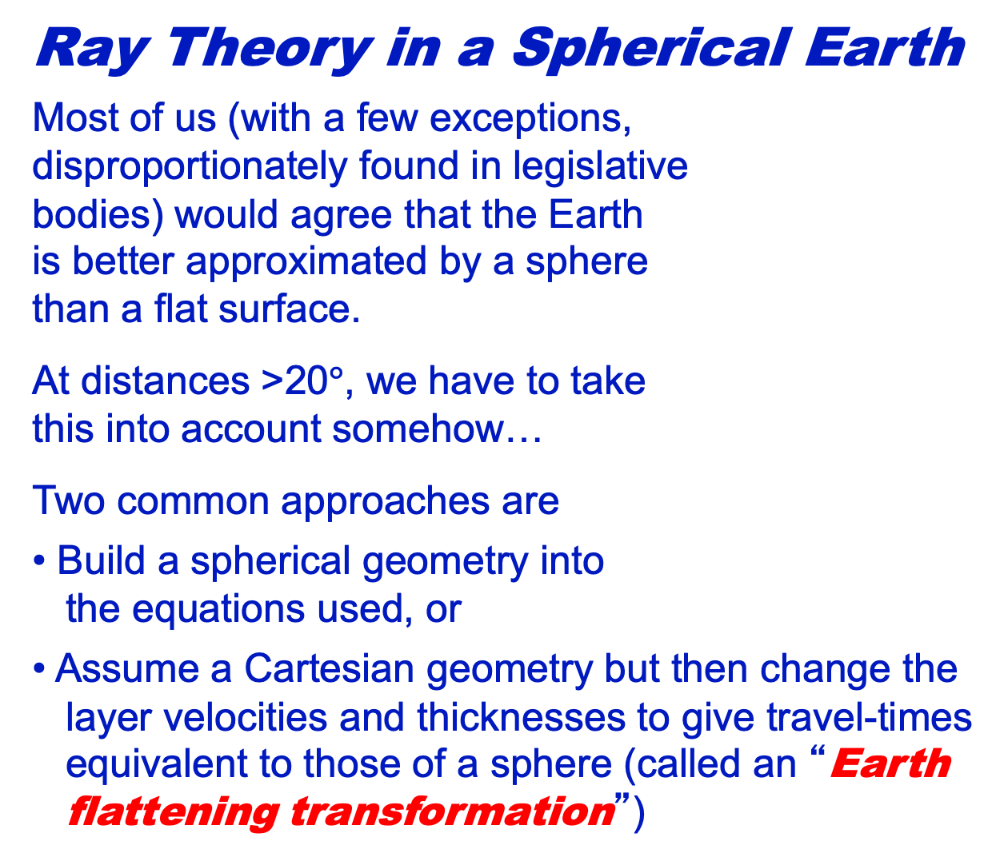 Ray Theory in a Spherical Earth
Most of us (with a few exceptions,
disproportionately found in legislative
bodies) would agree that the Earth
is better approximated by a sphere
than a flat surface.
At distances >20°, we have to take
this into account somehow…
Two common approaches are
• Build a spherical geometry into
the equations used, or
• Assume a Cartesian geometry but then change the
layer velocities and thicknesses to give travel-times
equivalent to those of a sphere (called an “Earth
flattening transformation”)